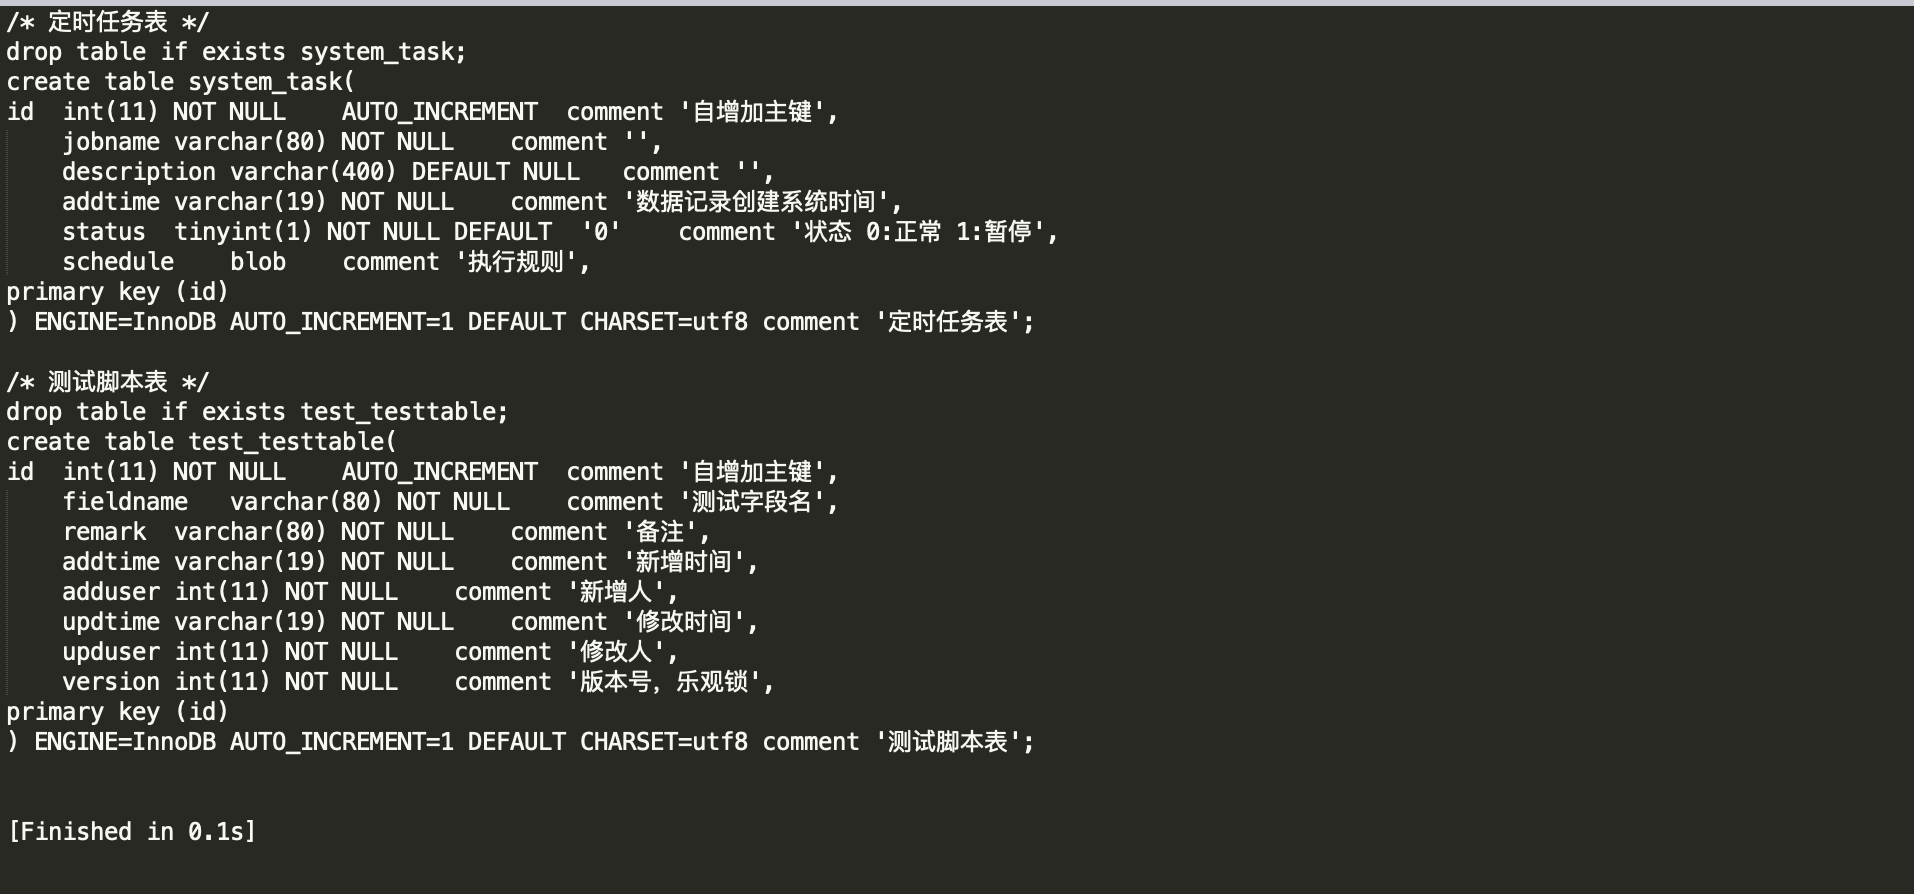 /* 定时任务表 */
drop table if exists system_task;
create table system_task(
id  int(11) NOT NULL    AUTO_INCREMENT  comment '自增加主键',
    jobname varchar(80) NOT NULL    comment '',
    description varchar(400) DEFAULT NULL   comment '',
    addtime varchar(19) NOT NULL    comment '数据记录创建系统时间',
    status  tinyint(1) NOT NULL DEFAULT  '0'    comment '状态 0:正常 1:暂停',
    schedule    blob    comment '执行规则',
primary key (id)
) ENGINE=InnoDB AUTO_INCREMENT=1 DEFAULT CHARSET=utf8 comment '定时任务表';
/* 测试脚本表 */
drop table if exists test_testtable;
create table test_testtable(
id  int(11) NOT NULL    AUTO_INCREMENT  comment '自增加主键',
    fieldname   varchar(80) NOT NULL    comment '测试字段名',
    remark  varchar(80) NOT NULL    comment '备注',
    addtime varchar(19) NOT NULL    comment '新增时间',
    adduser int(11) NOT NULL    comment '新增人',
    updtime varchar(19) NOT NULL    comment '修改时间',
    upduser int(11) NOT NULL    comment '修改人',
    version int(11) NOT NULL    comment '版本号，乐观锁',
primary key (id)
) ENGINE=InnoDB AUTO_INCREMENT=1 DEFAULT CHARSET=utf8 comment '测试脚本表';
[Finished in 0.1s]